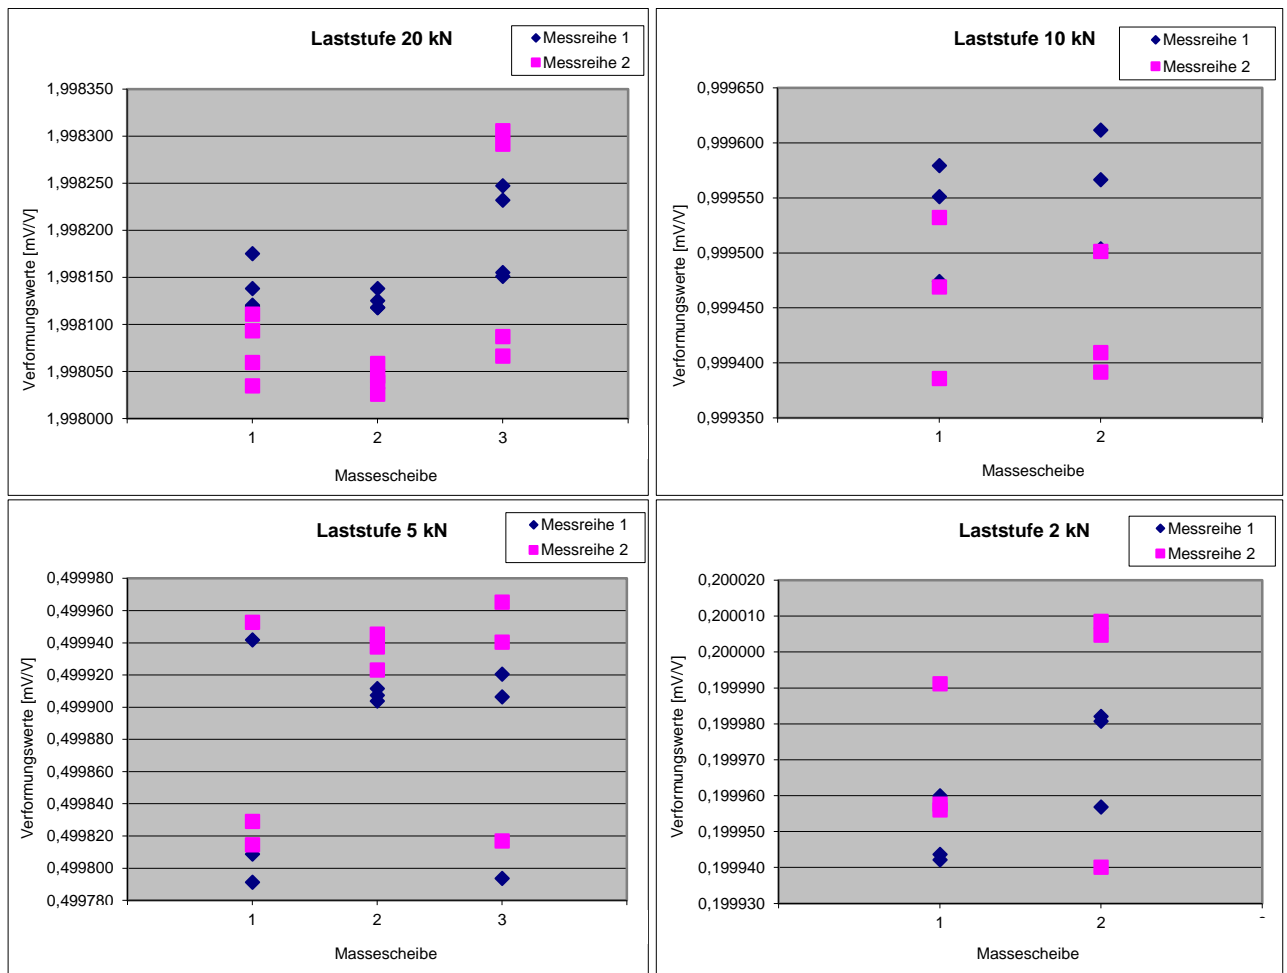 Laststufe 20 kN
Messreihe 1
Messreihe 2
Verformungswerte [mV/V]
1,998350
1,998300
1,998250
1,998200
1,998150
1,998100
1,998050
1,998000
1 2 3
Massescheibe
Laststufe 10 kN
Messreihe 1
Messreihe 2
Verformungswerte [mV/V]
0,999650
0,999600
0,999550
0,999500
0,999450
0,999400
0,999350
1 2
Massescheibe
Laststufe 5 kN
Messreihe 1
Messreihe 2
Verformungswerte [mV/V]
0,499980
0,499960
0,499940
0,499920
0,499900
0,499880
0,499860
0,499840
0,499820
0,499800
0,499780
1 2 3
Massescheibe
Laststufe 2 kN
Messreihe 1
Messreihe 2
Verformungswerte [mV/V]
0,200020
0,200010
0,200000
0,199990
0,199980
0,199970
0,199960
0,199950
0,199940
0,199930
1 2
Massescheibe